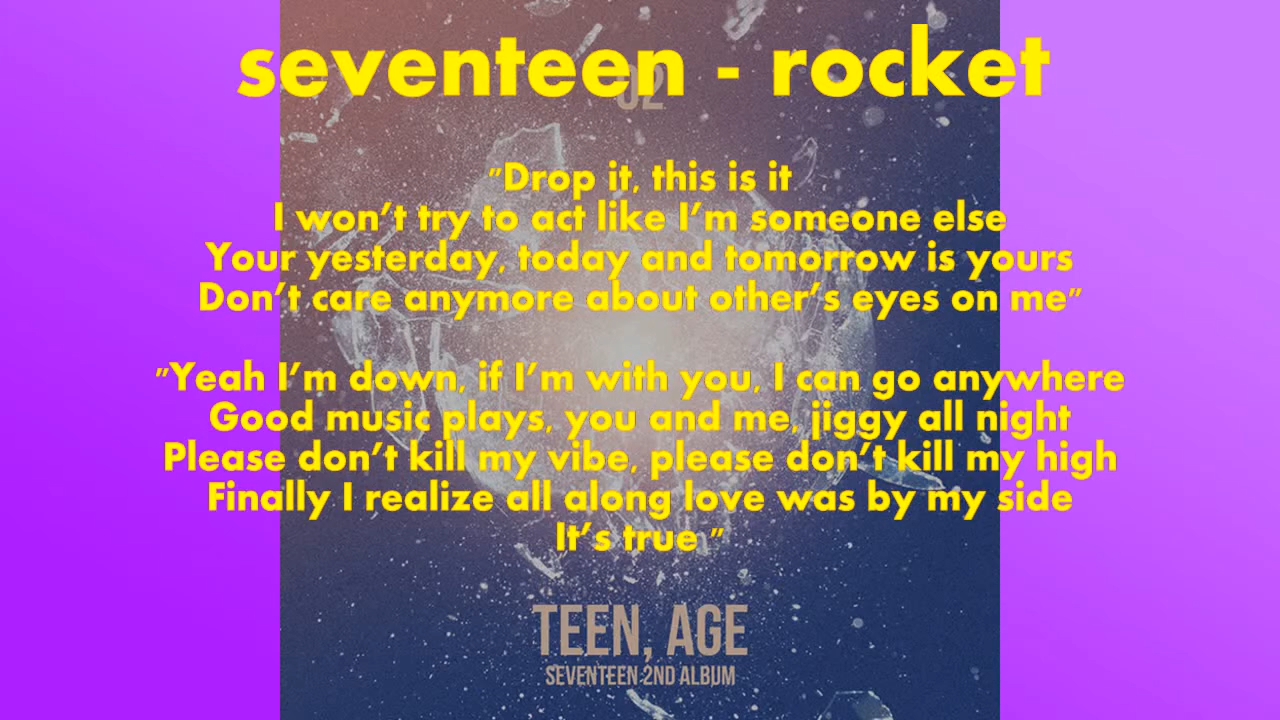 seventeen - rocket
02
"Drop it, this is it
I won't try to act like I'm someone else
Your yesterday, today and tomorrow is yours
Don't care anymore about other's eyes on me"
"Yeah I'm down, if I'm with you, I can go anywhere
Good music plays, you and me, jiggy all night
Please don't kill my vibe, please don't kill my high
Finally I realize all along love was by my side
It's true "
TEEN, AGE
SEVENTEEN 2ND ALBUM